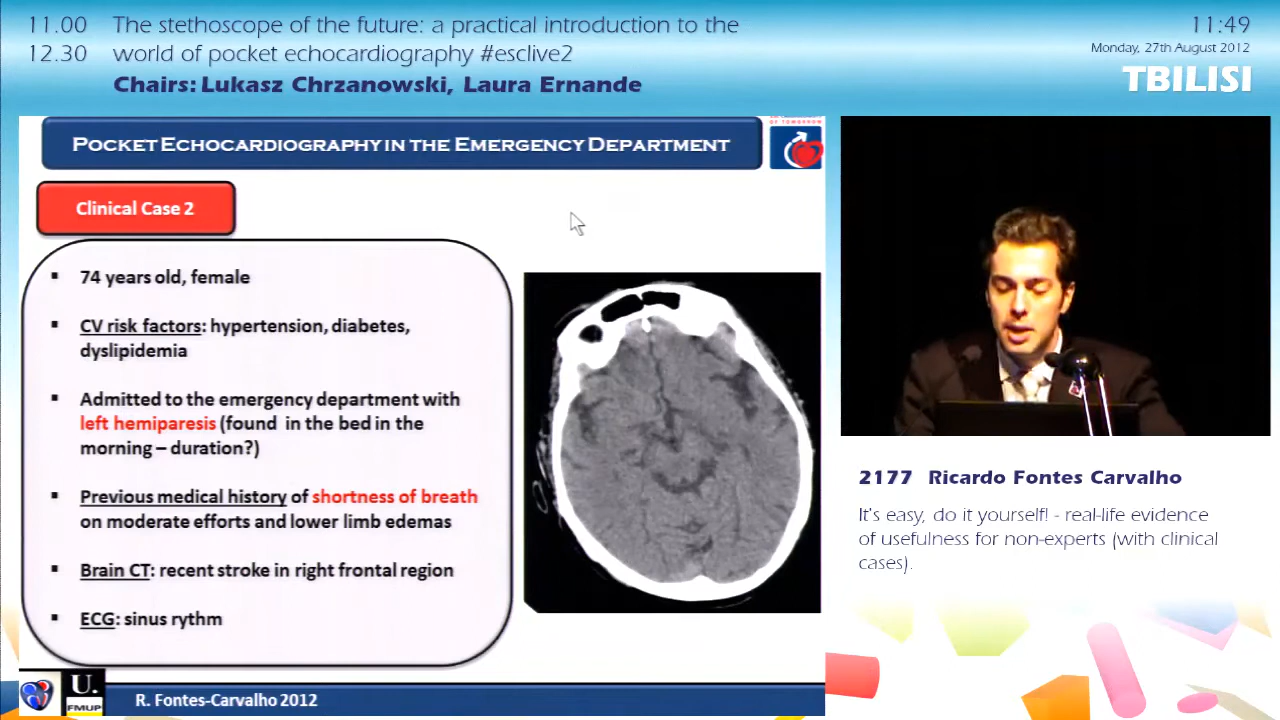 11.00 The stethoscope of the future: a practical introduction to the
12.30 world of pocket echocardiography #esclive2
Chairs: Lukasz Chrzanowski, Laura Ernande
11:49
Monday, 27th August 2012
TBILISI
POCKET ECHOCARDIOGRAPHY IN THE EMERGENCY DEPARTMENT
OF TOMORROW
Clinical Case 2
▪ 74 years old, female
▪ CV risk factors: hypertension, diabetes,
dyslipidemia
▪ Admitted to the emergency department with
left hemiparesis (found in the bed in the
morning – duration?)
▪ Previous medical history of shortness of breath
on moderate efforts and lower limb edemas
▪ Brain CT: recent stroke in right frontal region
▪ ECG: sinus rythm
U.
FMUP
R. Fontes-Carvalho 2012
2177 Ricardo Fontes Carvalho
It's easy, do it yourself! - real-life evidence
of usefulness for non-experts (with clinical
cases).